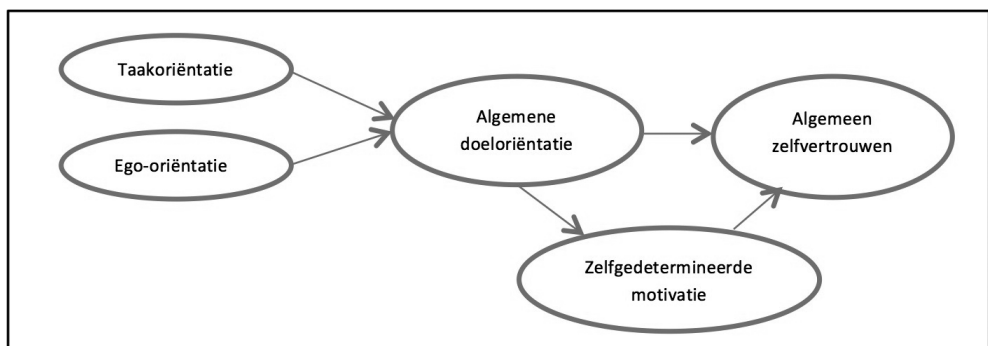 Taakoriëntatie
Ego-oriëntatie
Algemene
doeloriëntatie
Algemeen
zelfvertrouwen
Zelfgedetermineerde
motivatie